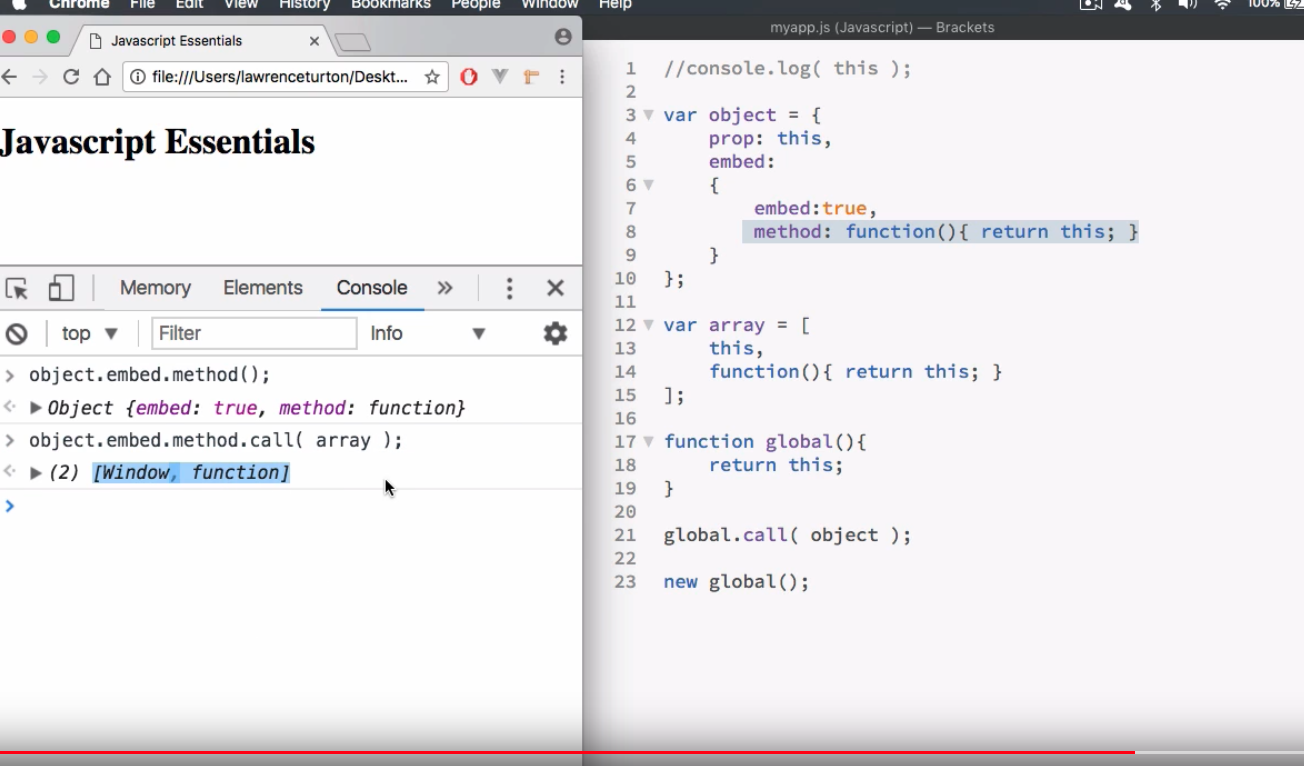 Chrome File Edit View History Bookmarks People Window Help 100%
Javascript Essentials
file:///Users/lawrenceturton/Deskt...
Javascript Essentials
Memory Elements Console »
top Filter Info
> object.embed.method();
Object {embed: true, method: function}
> object.embed.method.call( array );
(2) [Window, function]
>
myapp.js (Javascript) — Brackets
1 //console.log( this );
2
3 var object = {
4 prop: this,
5 embed:
6 {
7 embed:true,
8 method: function(){ return this; }
9 }
10 };
11
12 var array = [
13 this,
14 function(){ return this; }
15 ];
16
17 function global(){
18 return this;
19 }
20
21 global.call( object );
22
23 new global();